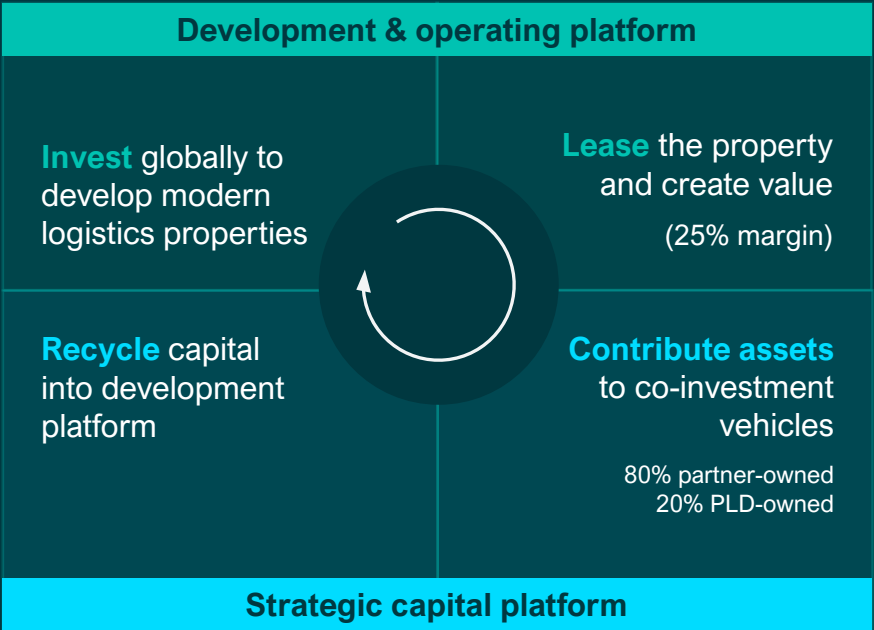 Development & operating platform
Invest globally to
develop modern
logistics properties
Lease the property
and create value
(25% margin)
Recycle capital
into development
platform
Contribute assets
to co-investment
vehicles
80% partner-owned
20% PLD-owned
Strategic capital platform